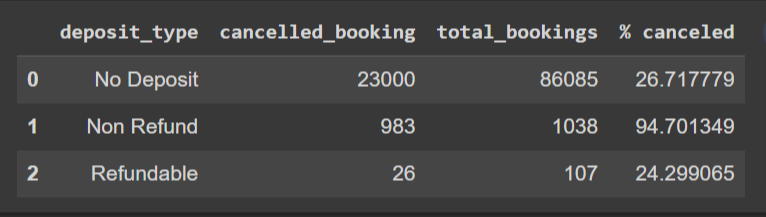 deposit_type cancelled_booking total_bookings % canceled
0 No Deposit 23000 86085 26.717779
1 Non Refund 983 1038 94.701349
2 Refundable 26 107 24.299065